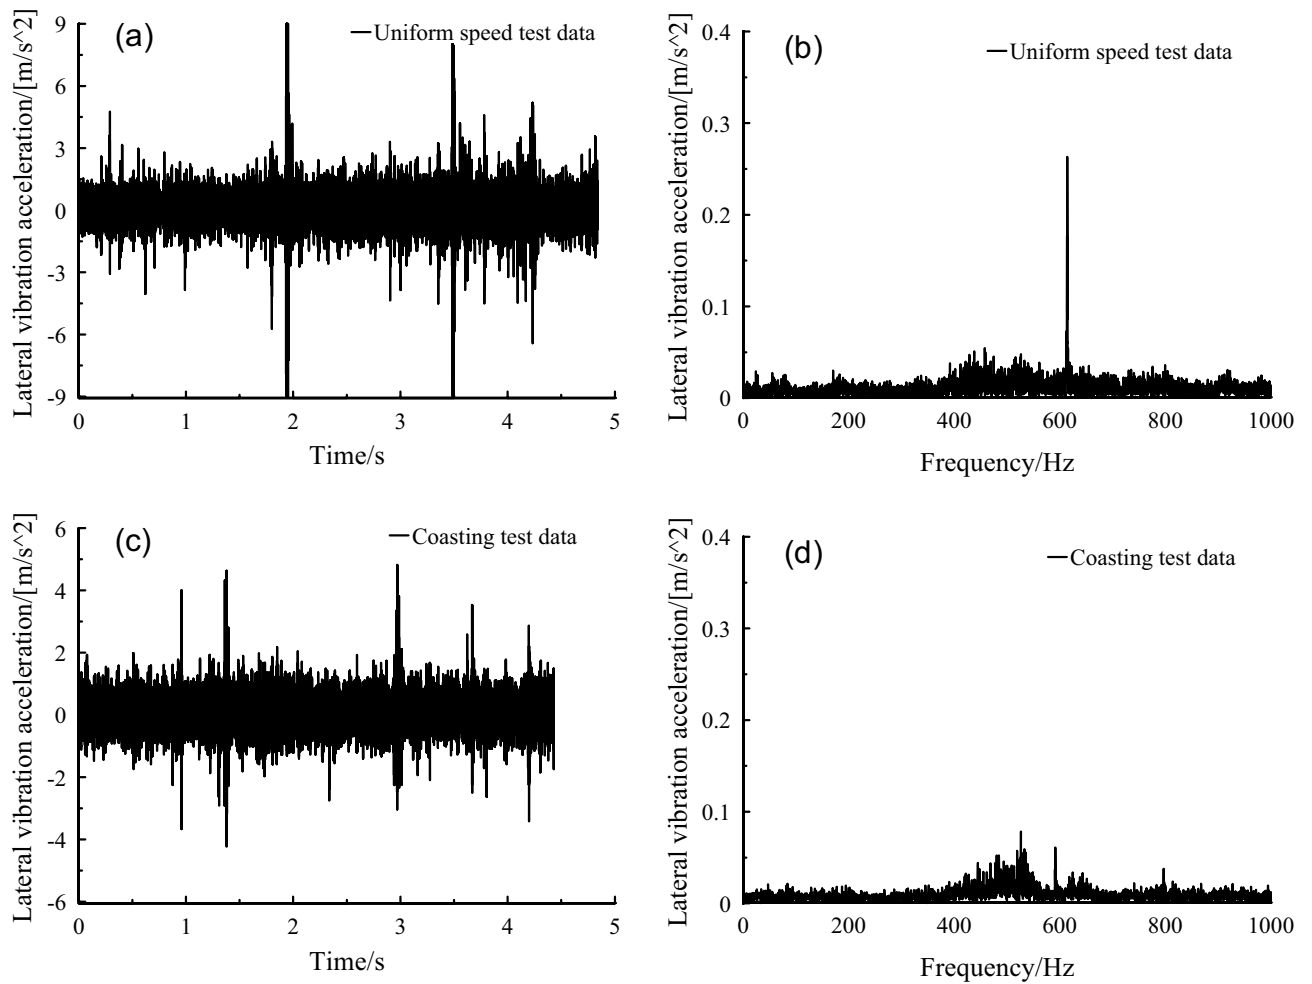 (a)
Uniform speed test data
Lateral vibration acceleration/[m/s^2]
9
6
3
0
-3
-6
-9
0 1 2 3 4 5
Time/s
(b)
Uniform speed test data
Lateral vibration acceleration/[m/s^2]
0.4
0.3
0.2
0.1
0
0 200 400 600 800 1000
Frequency/Hz
(c)
Coasting test data
Lateral vibration acceleration/[m/s^2]
6
4
2
0
-2
-4
-6
0 1 2 3 4 5
Time/s
(d)
Coasting test data
Lateral vibration acceleration/[m/s^2]
0.4
0.3
0.2
0.1
0
0 200 400 600 800 1000
Frequency/Hz